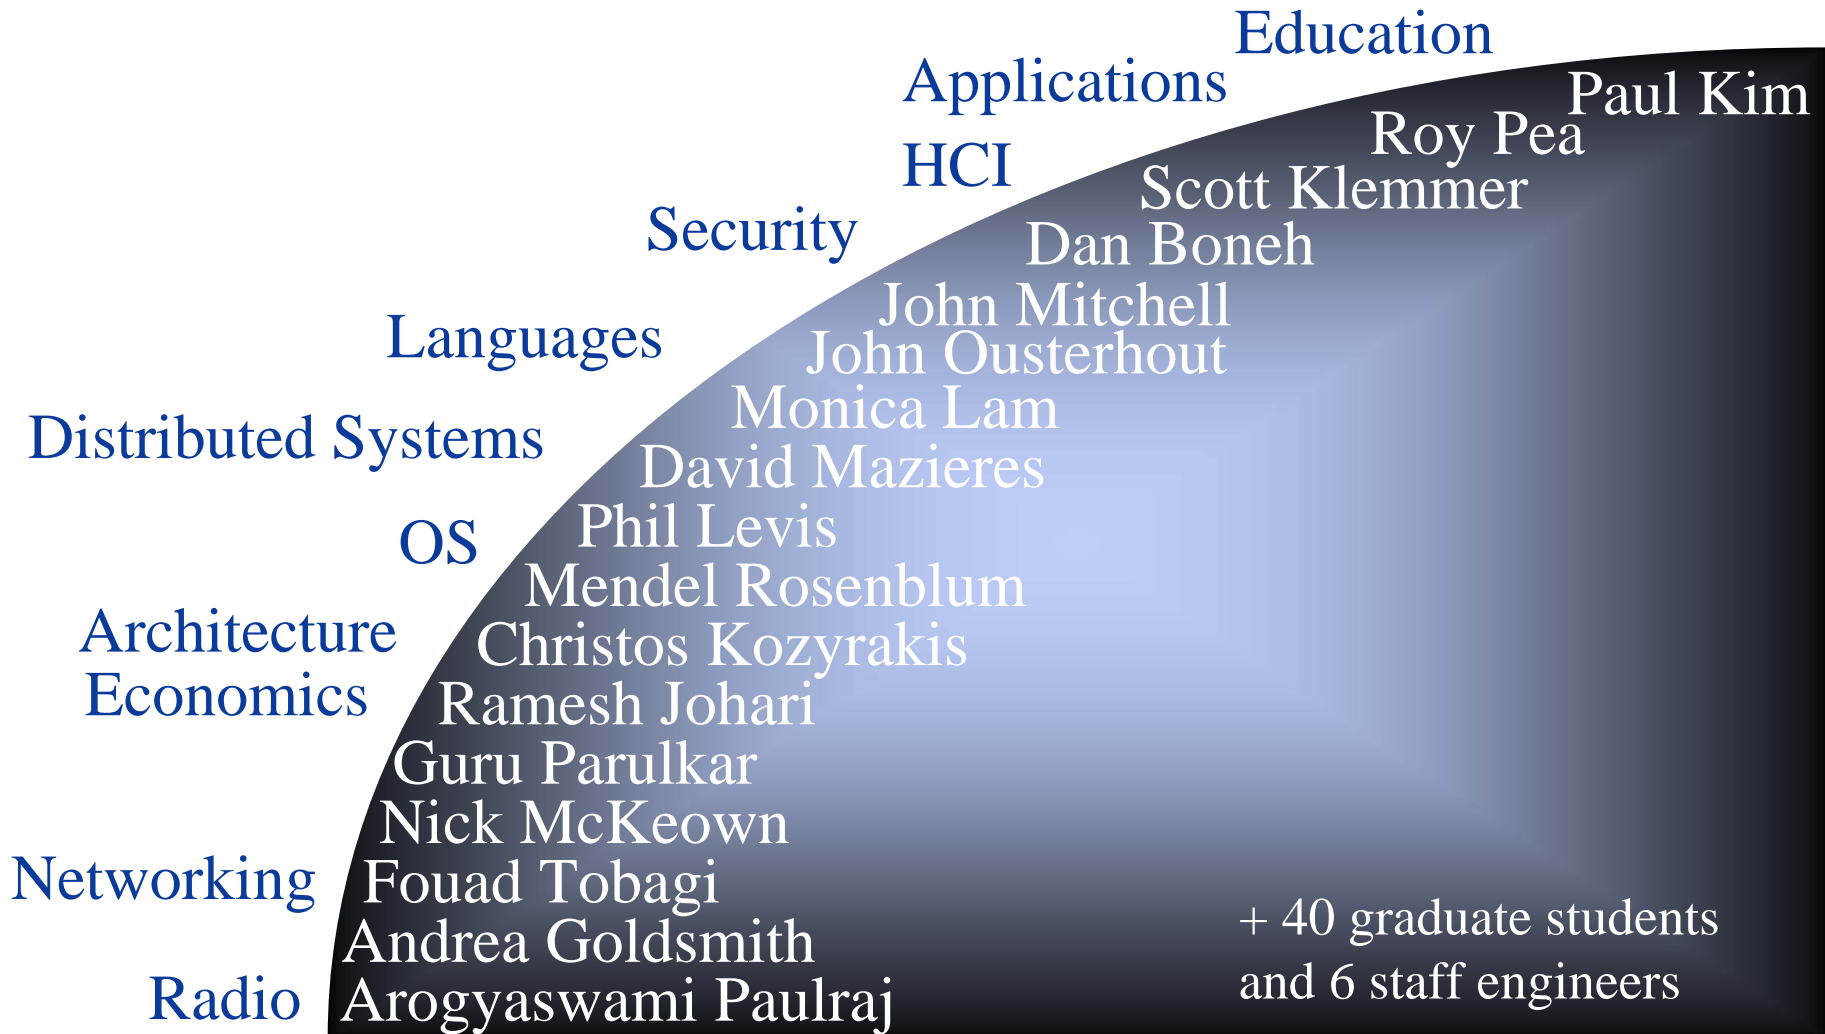 Education
Applications
HCI
Security
Languages
Distributed Systems
OS
Architecture
Economics
Networking
Radio
Paul Kim
Roy Pea
Scott Klemmer
Dan Boneh
John Mitchell
John Ousterhout
Monica Lam
David Mazieres
Phil Levis
Mendel Rosenblum
Christos Kozyrakis
Ramesh Johari
Guru Parulkar
Nick McKeown
Fouad Tobagi
Andrea Goldsmith
Arogyaswami Paulraj
+ 40 graduate students
and 6 staff engineers